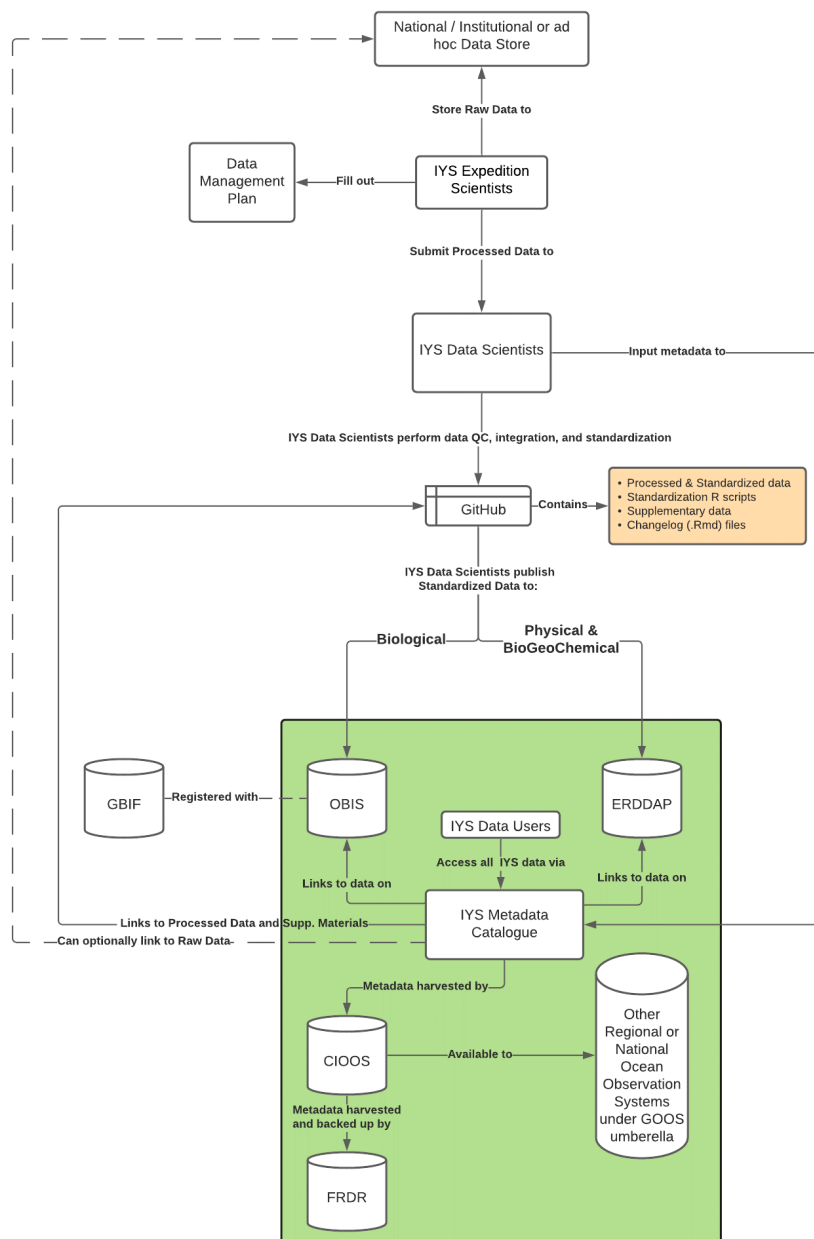 National / Institutional or ad
hoc Data Store
Store Raw Data to
Data
Management
Plan
Fill out
IYS Expedition
Scientists
Submit Processed Data to
IYS Data Scientists
Input metadata to
IYS Data Scientists perform data QC, integration, and standardization
GitHub
Contains
• Processed & Standardized data
• Standardization R scripts
• Supplementary data
• Changelog (.Rmd) files
IYS Data Scientists publish
Standardized Data to:
Biological
Physical &
BioGeoChemical
GBIF
Registered with
OBIS
IYS Data Users
ERDDAP
Access all  IYS data via
Links to data on
Links to data on
IYS Metadata
Catalogue
Links to Processed Data and Supp. Materials
Can optionally link to Raw Data
Metadata harvested by
CIOOS
Available to
Other
Regional or
National
Ocean
Observation
Systems
under GOOS
umberella
Metadata harvested
and backed up by
FRDR